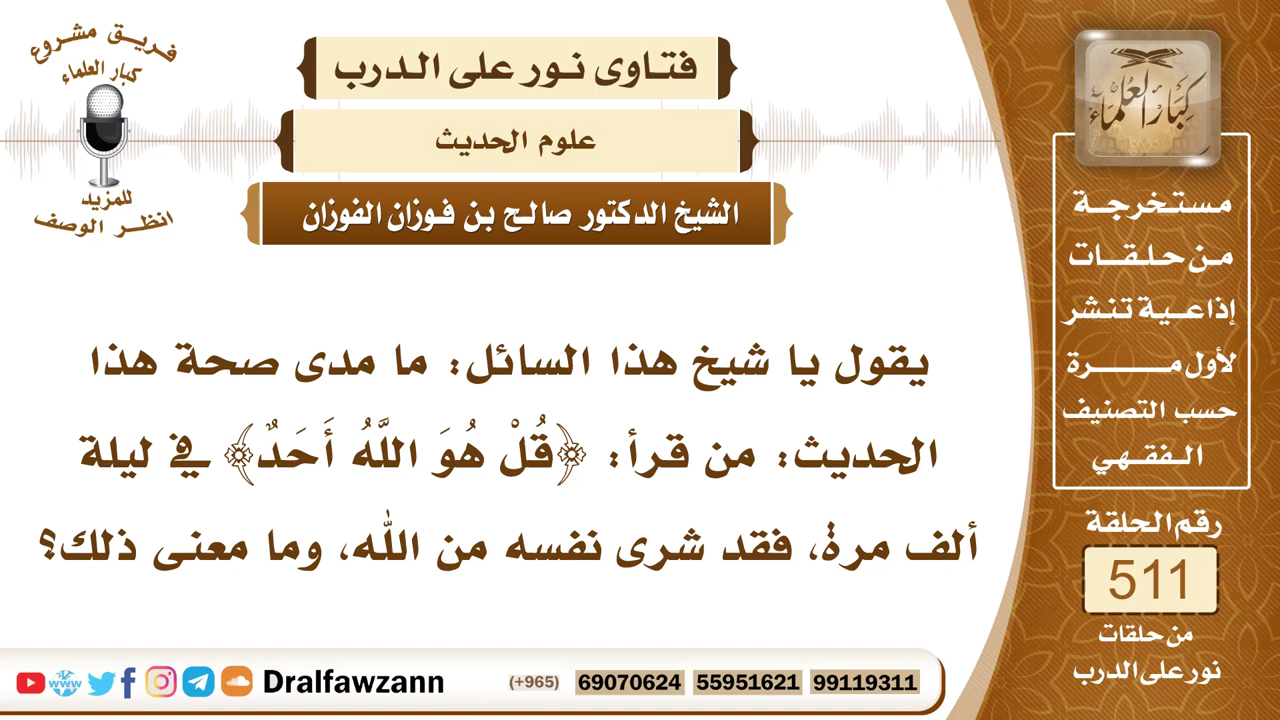 فريق مشروع
كبار العلماء
للمزيد
انظر الوصف
فتاوى نور على الدرب
علوم الحديث
الشيخ الدكتور صالح بن فوزان الفوزان
يقول يا شيخ هذا السائل: ما مدى صحة هذا
الحديث: من قرأ: ﴿قُلْ هُوَ اللَّهُ أَحَدٌ﴾ في ليلة
ألف مرة، فقد شرى نفسه من الله، وما معنى ذلك؟
كبار العلماء
مستخرجة
من حلقات
إذاعية تنشر
لأول مرة
حسب التصنيف
الفقهي
رقم الحلقة
511
من حلقات
نور على الدرب
www Dralfawzann (+965) 69070624 55951621 99119311